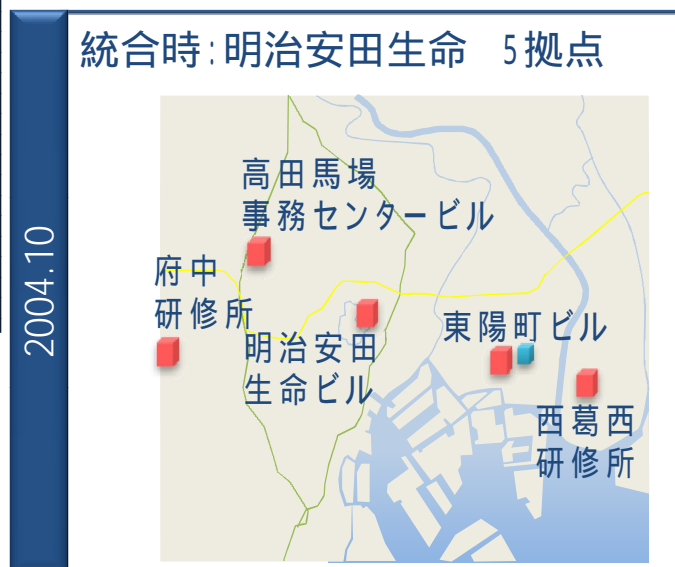 統合時:明治安田生命 5拠点
2004.10
高田馬場
事務センタービル
府中
研修所
明治安田
生命ビル
東陽町ビル
西葛西
研修所